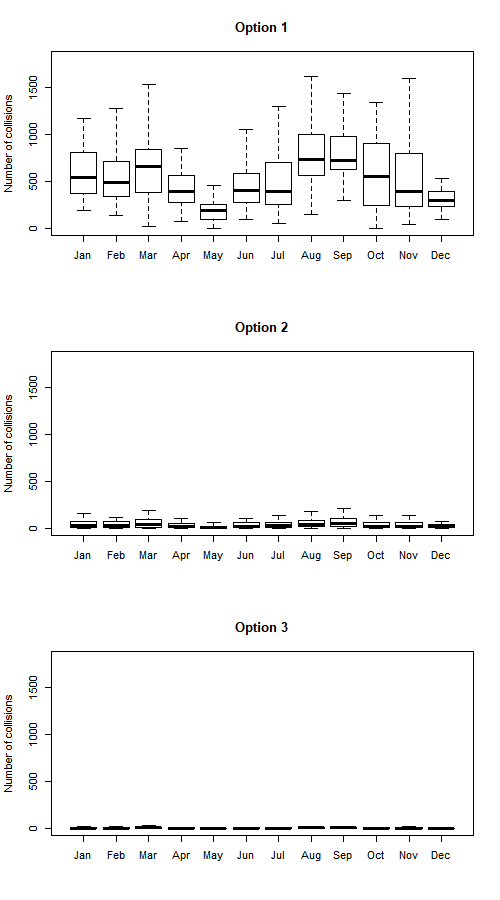 Option 1
Number of collisions
1500
1000
500
0
Jan Feb Mar Apr May Jun Jul Aug Sep Oct Nov Dec
Option 2
Number of collisions
1500
1000
500
0
Jan Feb Mar Apr May Jun Jul Aug Sep Oct Nov Dec
Option 3
Number of collisions
1500
1000
500
0
Jan Feb Mar Apr May Jun Jul Aug Sep Oct Nov Dec